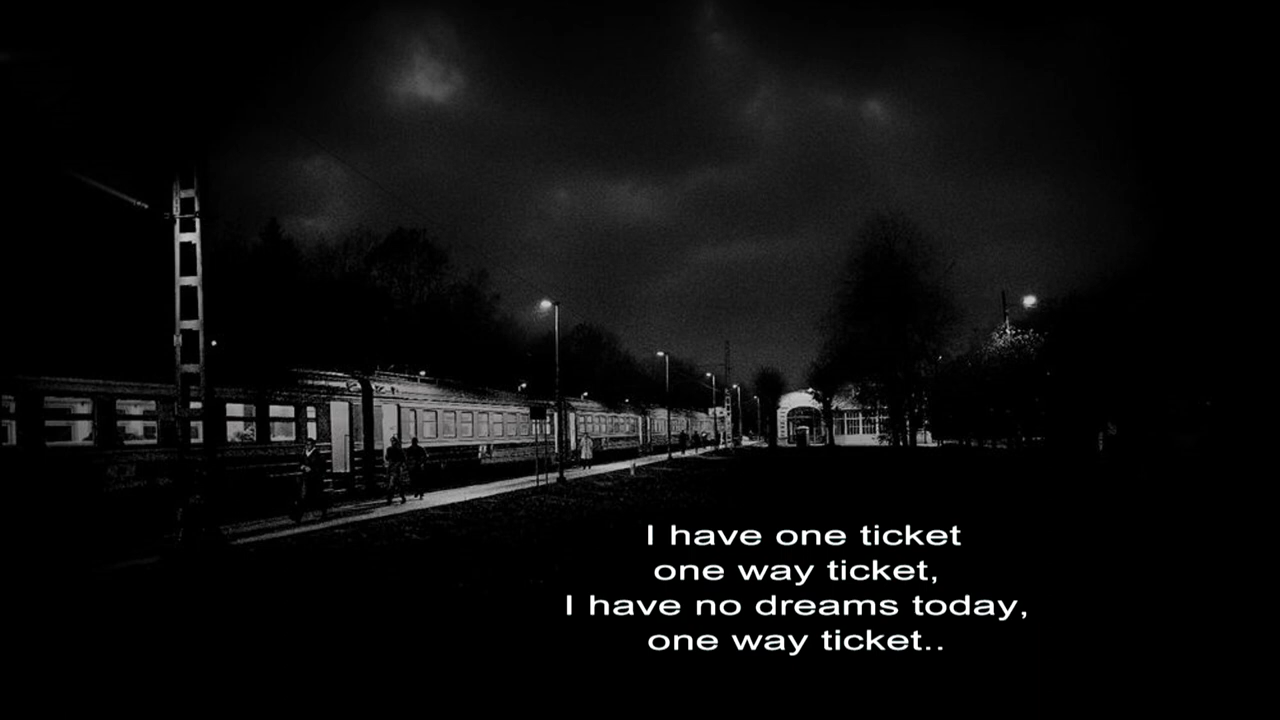 I have one ticket
one way ticket,
I have no dreams today,
one way ticket..